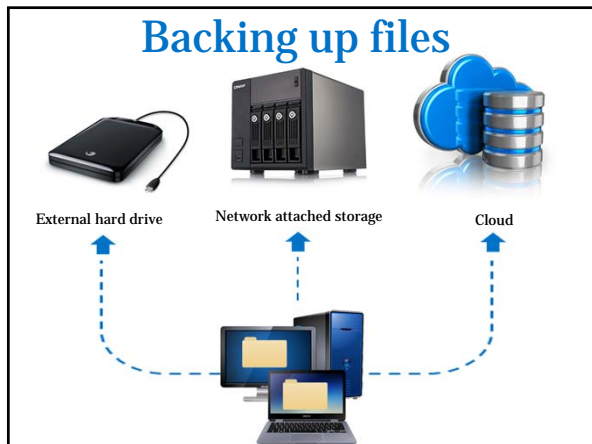 Backing up files
External hard drive
Network attached storage
Cloud